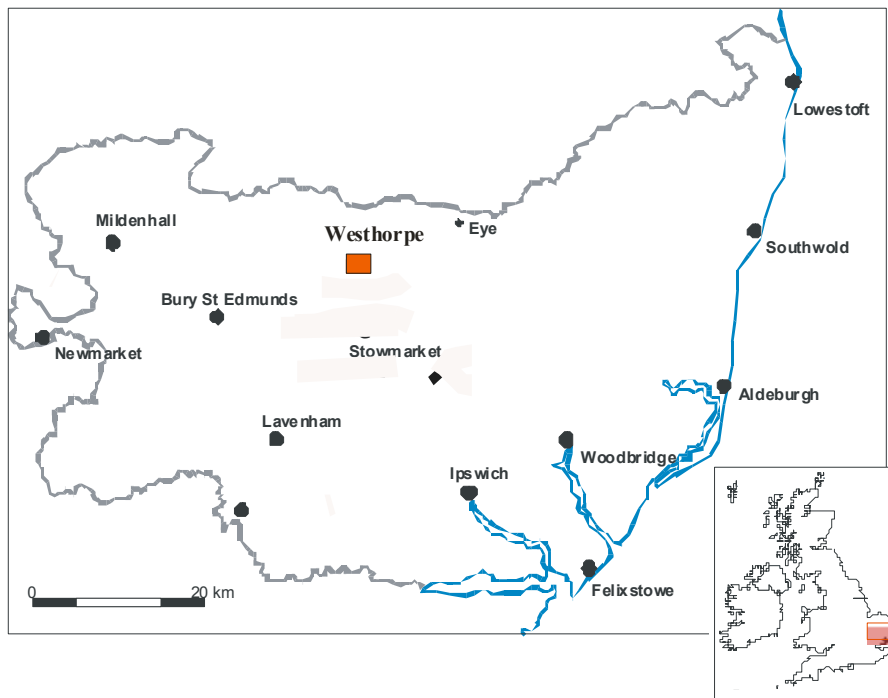 Lowestoft
Mildenhall
Eye
Westhorpe
Southwold
Bury St Edmunds
Newmarket
Stowmarket
Aldeburgh
Lavenham
Woodbridge
Ipswich
0 20 km
Felixstowe